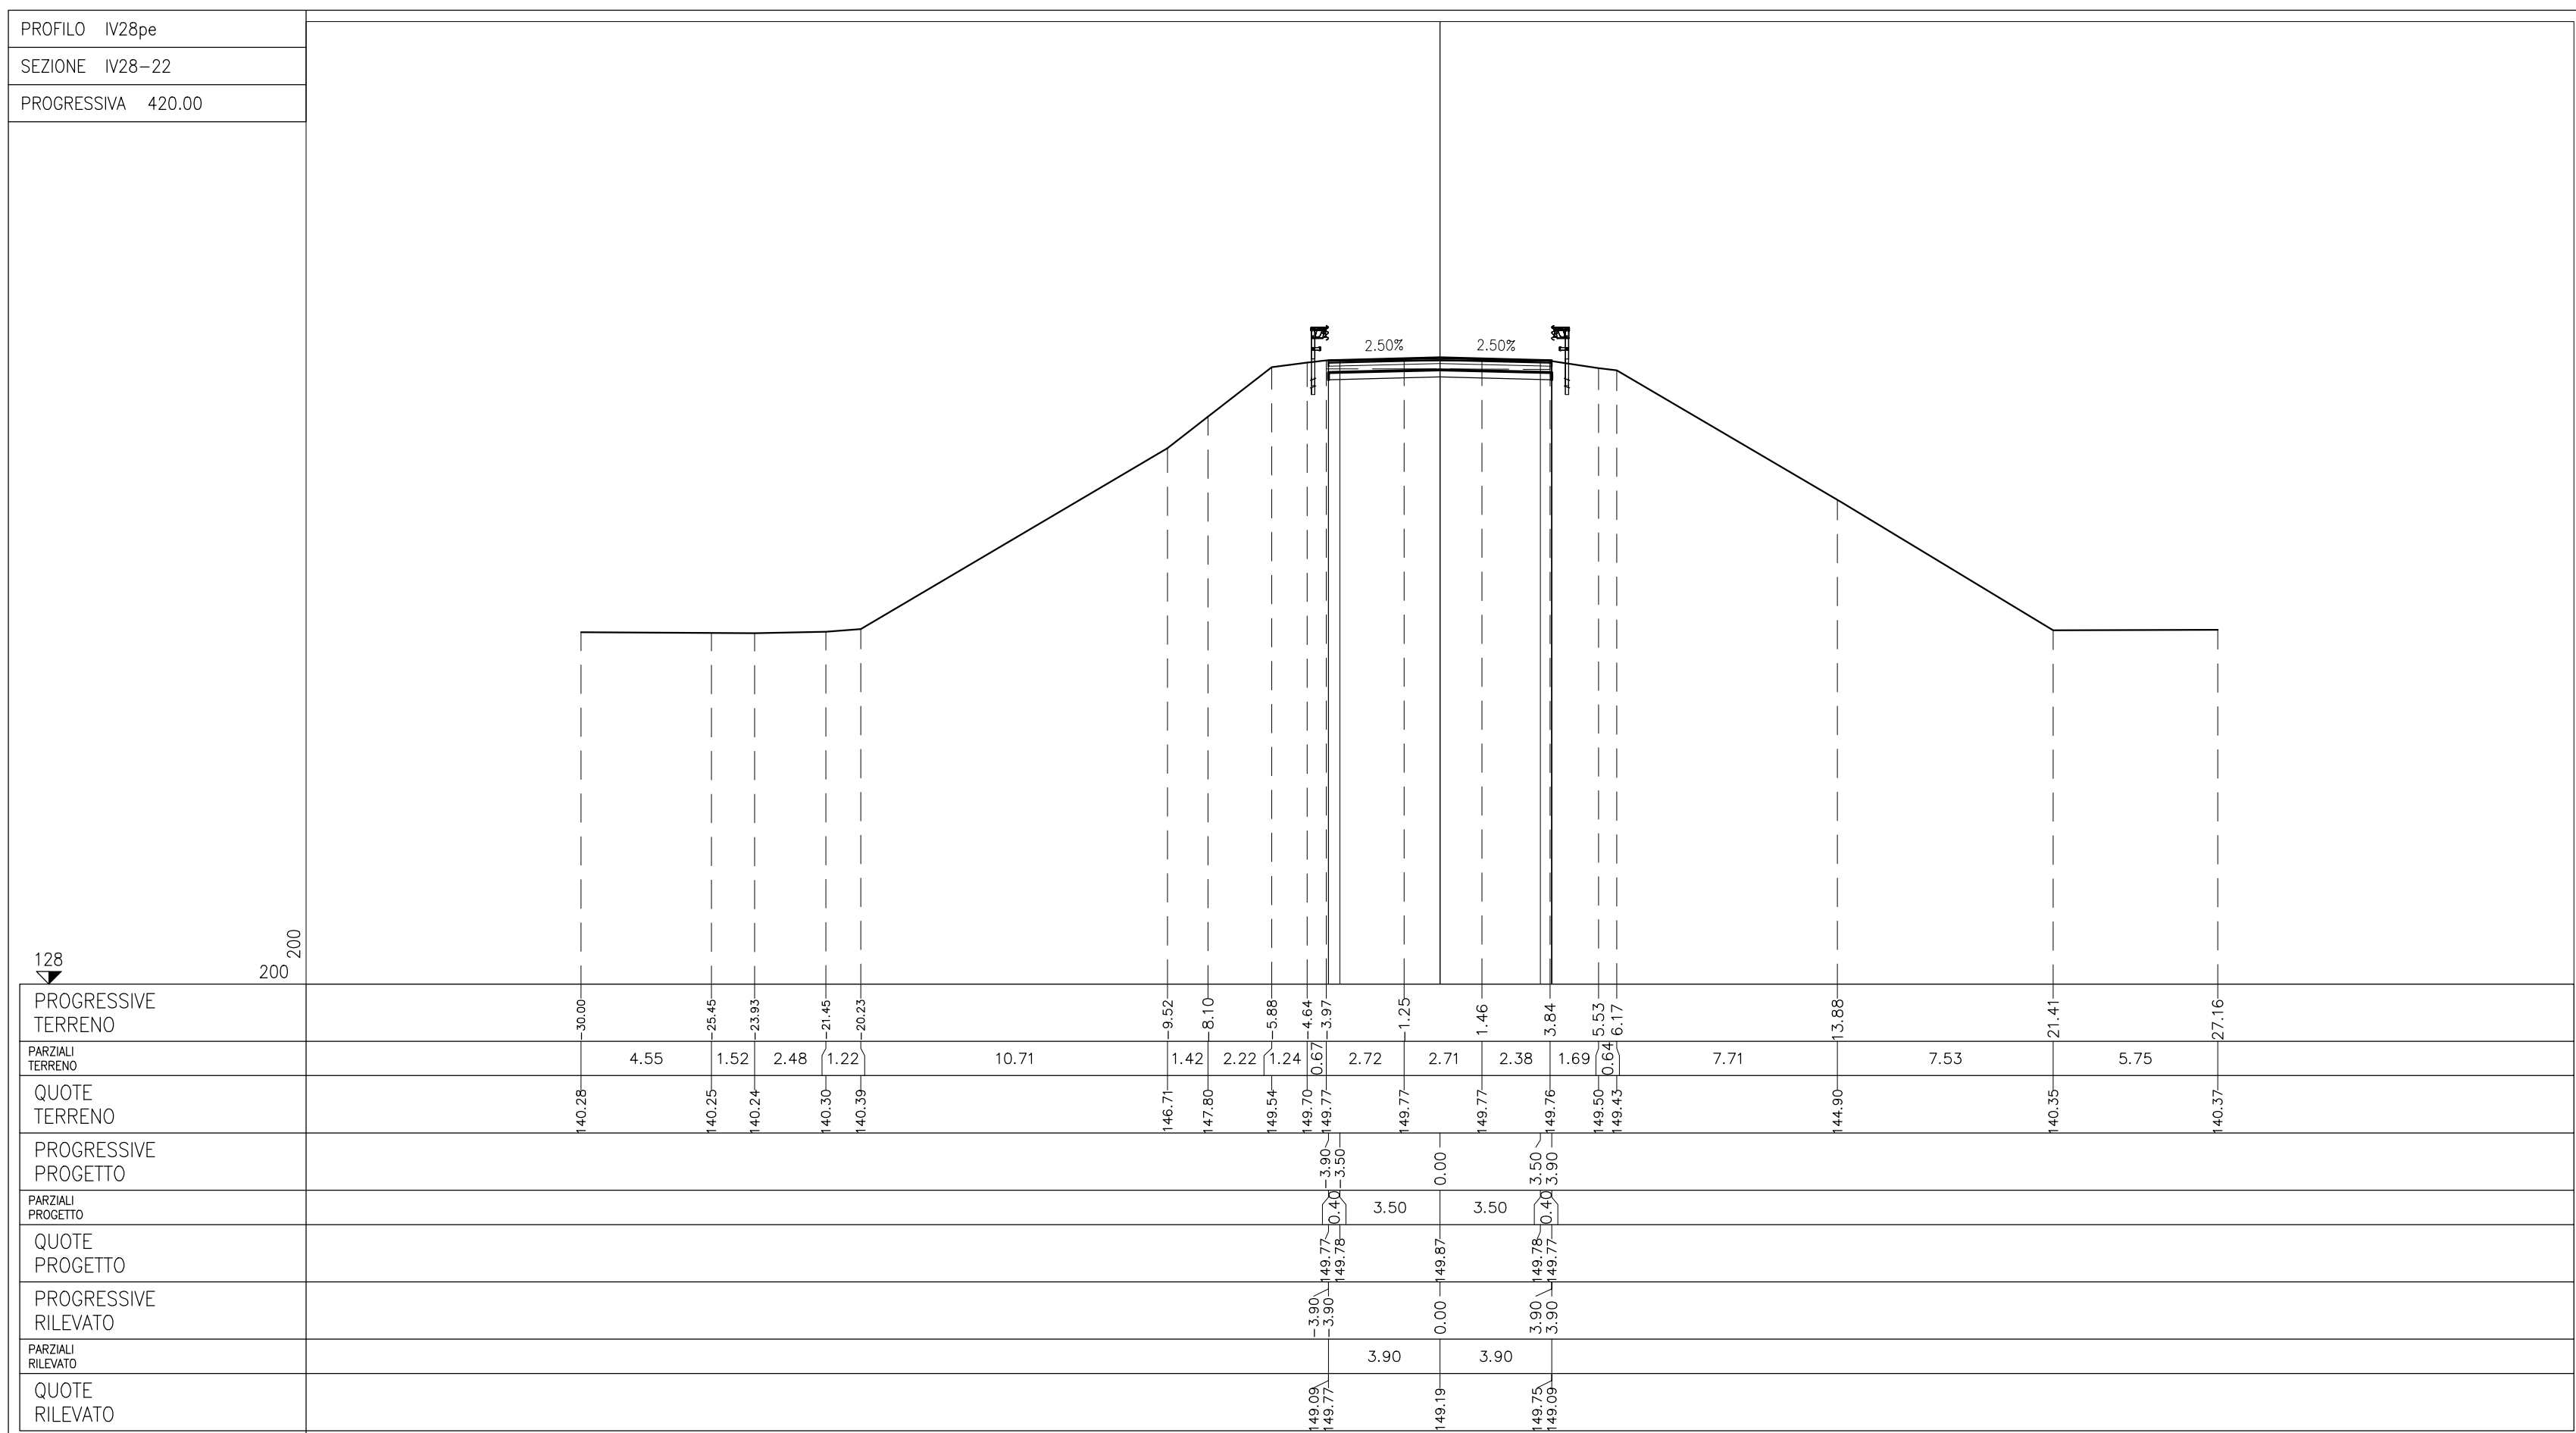 PROFILO IV28pe
SEZIONE IV28-22
PROGRESSIVA 420.00
2.50% 2.50%
128
200
200
PROGRESSIVE
TERRENO
-30.00 -25.45 -23.93 -21.45 -20.23 -9.52 -8.10 -5.88 -4.64 -3.97 -1.25 1.46 3.84 5.53 6.17 13.88 21.41 27.16
PARZIALI
TERRENO
4.55 1.52 2.48 1.22 10.71 1.42 2.22 1.24 0.67 2.72 2.71 2.38 1.69 0.64 7.71 7.53 5.75
QUOTE
TERRENO
140.28 140.25 140.24 140.30 140.39 146.71 147.80 149.54 149.70 149.77 149.77 149.77 149.76 149.50 149.43 144.90 140.35 140.37
PROGRESSIVE
PROGETTO
-3.90 -3.50 0.00 3.50 3.90
PARZIALI
PROGETTO
0.40 3.50 3.50 0.40
QUOTE
PROGETTO
149.77 149.78 149.87 149.78 149.77
PROGRESSIVE
RILEVATO
-3.90 -3.90 0.00 3.90 3.90
PARZIALI
RILEVATO
3.90 3.90
QUOTE
RILEVATO
149.09 149.77 149.19 149.75 149.09